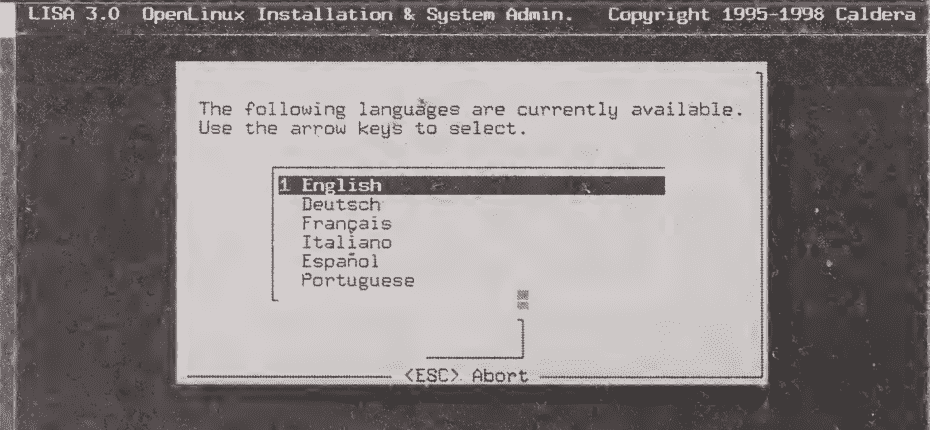 LISA 3.0 OpenLinux Installation & System Admin. Copyright 1995-1998 Caldera
The following languages are currently available.
Use the arrow keys to select.
1 English
Deutsch
Français
Italiano
Español
Portuguese
<ESC> Abort